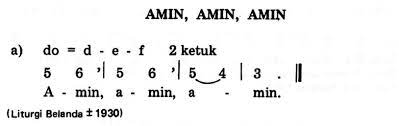 AMIN, AMIN, AMIN
a) do = d - e - f 2 ketuk
5 6 ' | 5 6 ' | 5 4 | 3 . ||
A - min, a - min, a - min.
(Liturgi Belanda ± 1930)